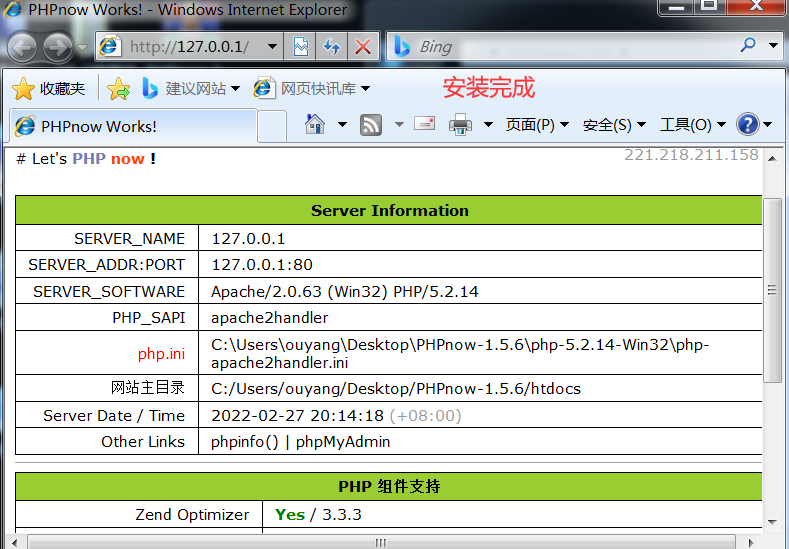 PHPnow Works! - Windows Internet Explorer
http://127.0.0.1/
Bing
收藏夹
建议网站
网页快讯库
安装完成
PHPnow Works!
页面(P)
安全(S)
工具(O)
# Let's PHP now !
221.218.211.158
Server Information
SERVER_NAME 127.0.0.1
SERVER_ADDR:PORT 127.0.0.1:80
SERVER_SOFTWARE Apache/2.0.63 (Win32) PHP/5.2.14
PHP_SAPI apache2handler
php.ini C:\Users\ouyang\Desktop\PHPnow-1.5.6\php-5.2.14-Win32\php-
apache2handler.ini
网站主目录 C:/Users/ouyang/Desktop/PHPnow-1.5.6/htdocs
Server Date / Time 2022-02-27 20:14:18 (+08:00)
Other Links phpinfo() | phpMyAdmin
PHP 组件支持
Zend Optimizer Yes / 3.3.3